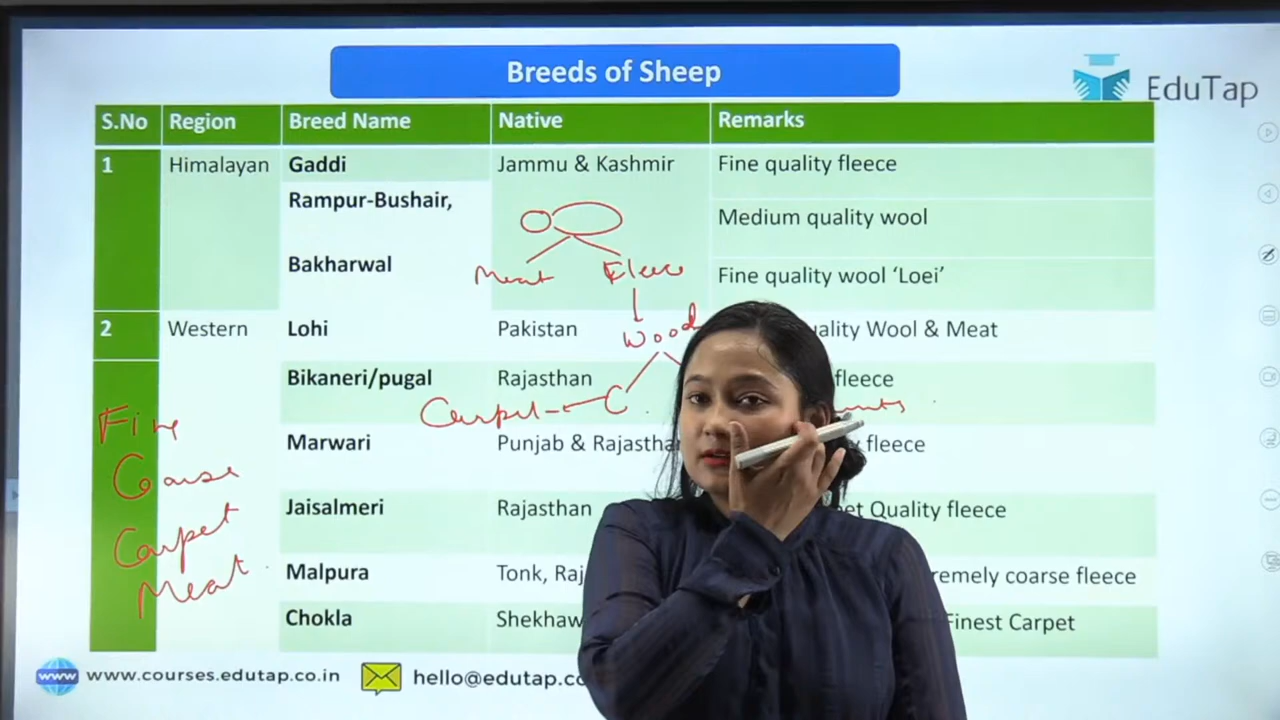 Breeds of Sheep
EduTap
S.No Region Breed Name Native Remarks
1 Himalayan Gaddi Jammu & Kashmir Fine quality fleece
Rampur-Bushair,
Medium quality wool
Bakharwal
Fine quality wool ‘Loei’
Meat Fleece
2 Western Lohi Pakistan uality Wool & Meat
Wood
Bikaneri/pugal Rajasthan fleece
Carpet C
Fine
Marwari Punjab & Rajasthan fleece
Coarse
Jaisalmeri Rajasthan et Quality fleece
Carpet
Malpura Tonk, Raj remely coarse fleece
Meat
Chokla Shekhaw Finest Carpet
www www.courses.edutap.co.in hello@edutap.co